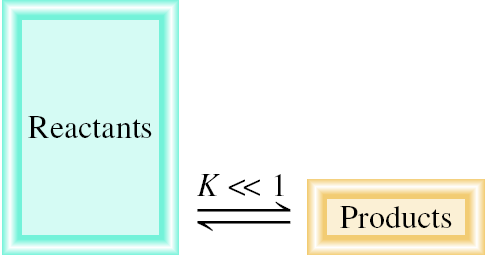 Reactants
K << 1
Products